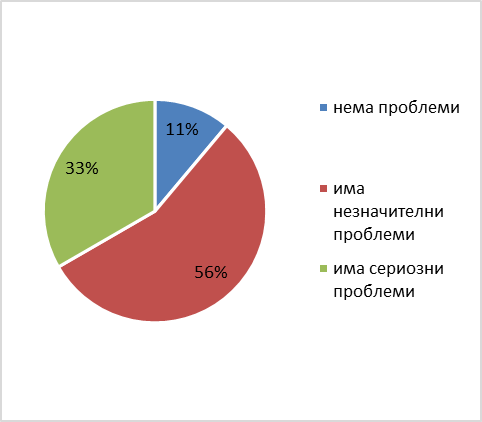 нема проблеми
11%
33%
има
незначителни
проблеми
56%
има сериозни
проблеми